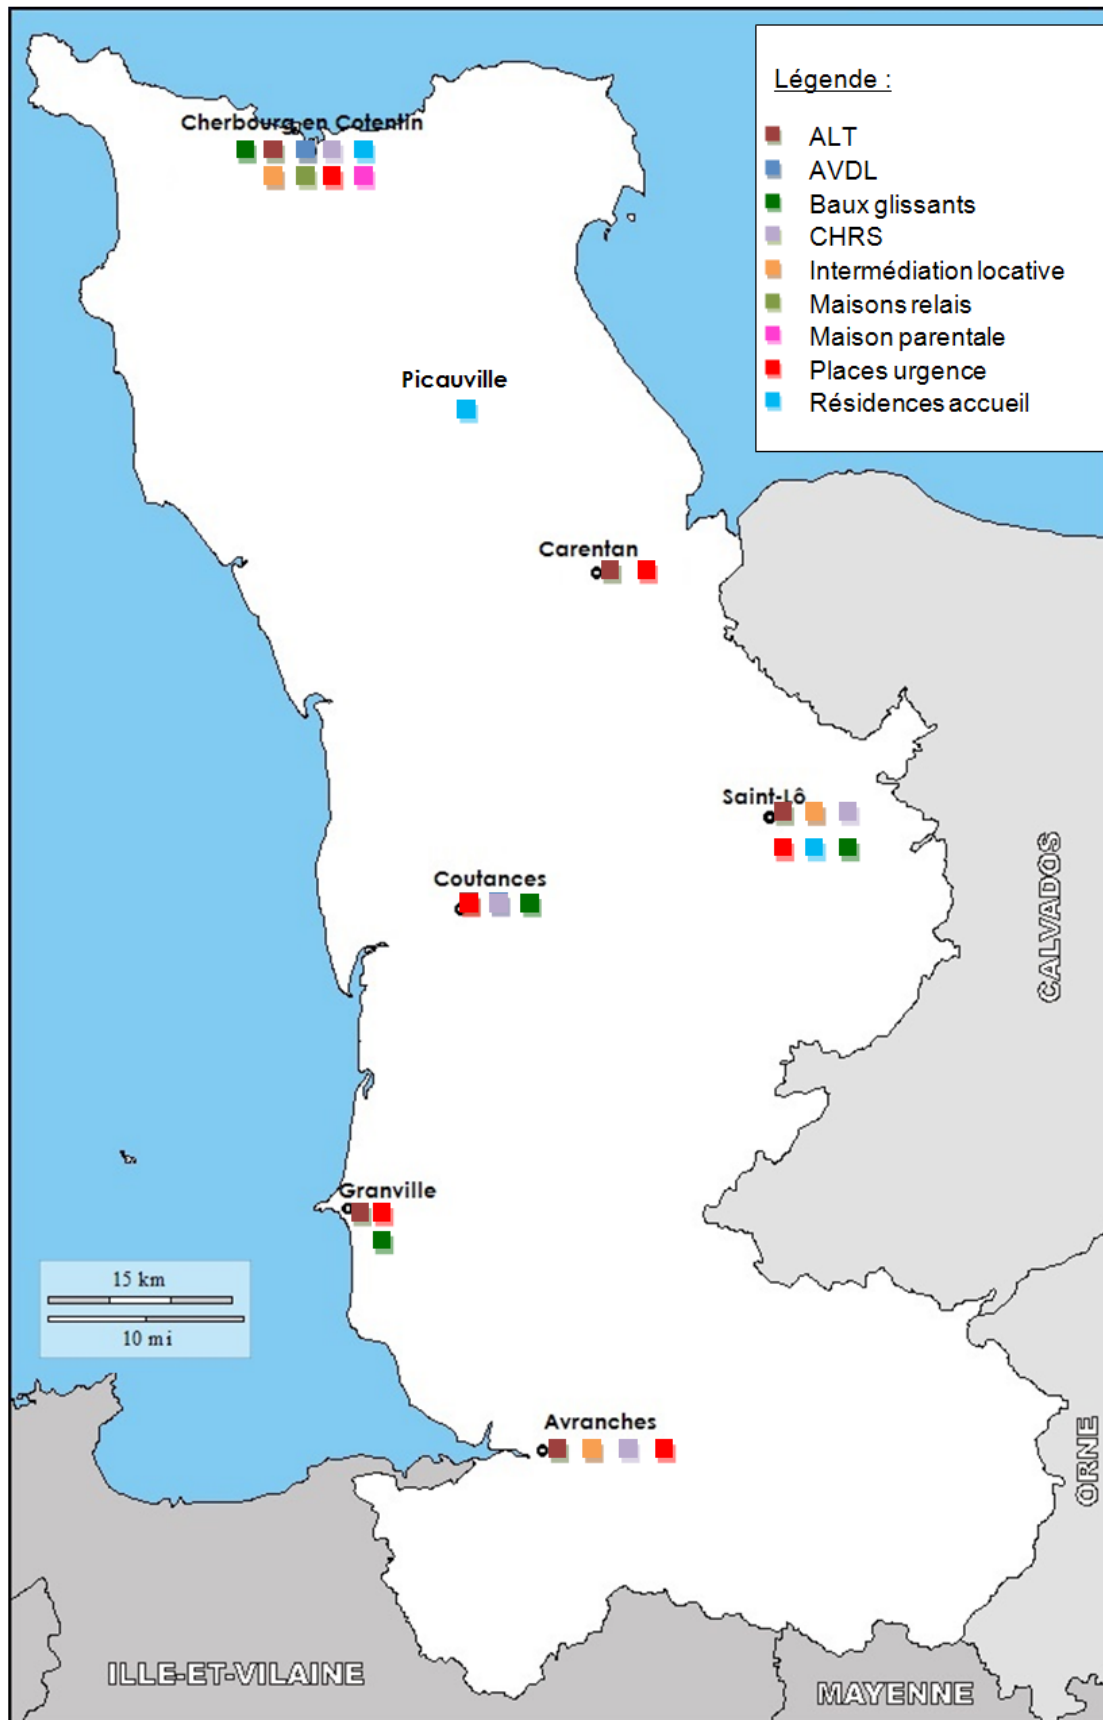 Légende :
ALT
AVDL
Baux glissants
CHRS
Intermédiation locative
Maisons relais
Maison parentale
Places urgence
Résidences accueil
Cherbourg en Cotentin
Picauville
Carentan
Saint-Lô
Coutances
CALVADOS
Granville
15 km
10 mi
Avranches
ORNE
ILLE-ET-VILAINE
MAYENNE